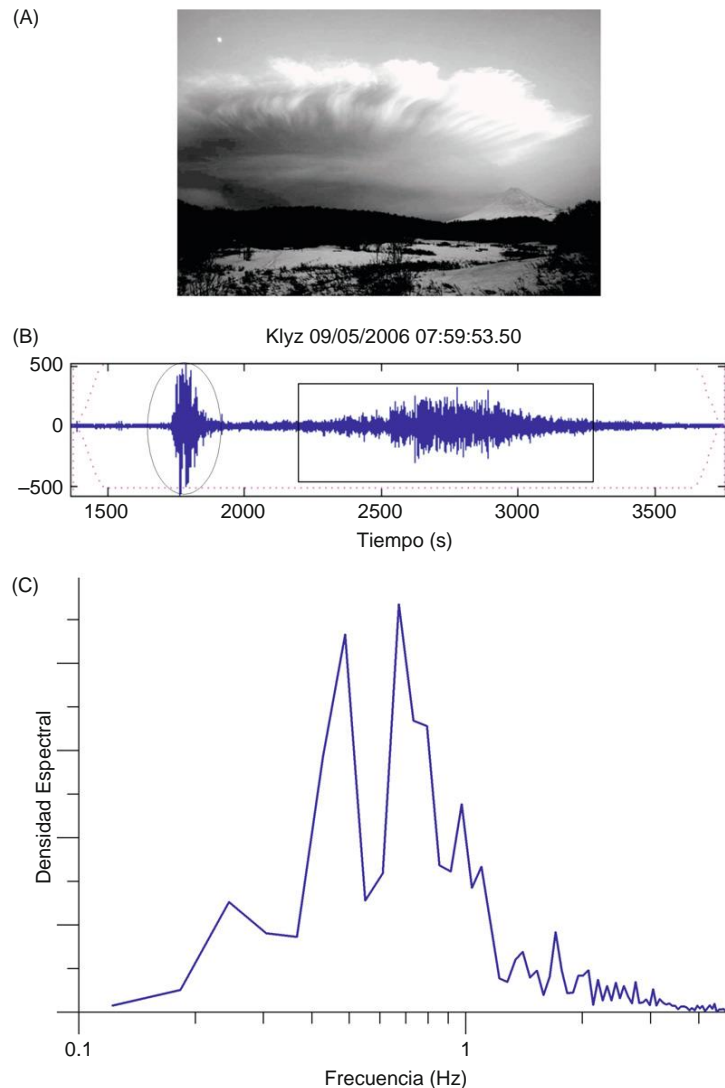 (A)
(B)
Klyz 09/05/2006 07:59:53.50
500
0
–500
1500 2000 2500 3000 3500
Tiempo (s)
(C)
Densidad Espectral
0.1 1
Frecuencia (Hz)